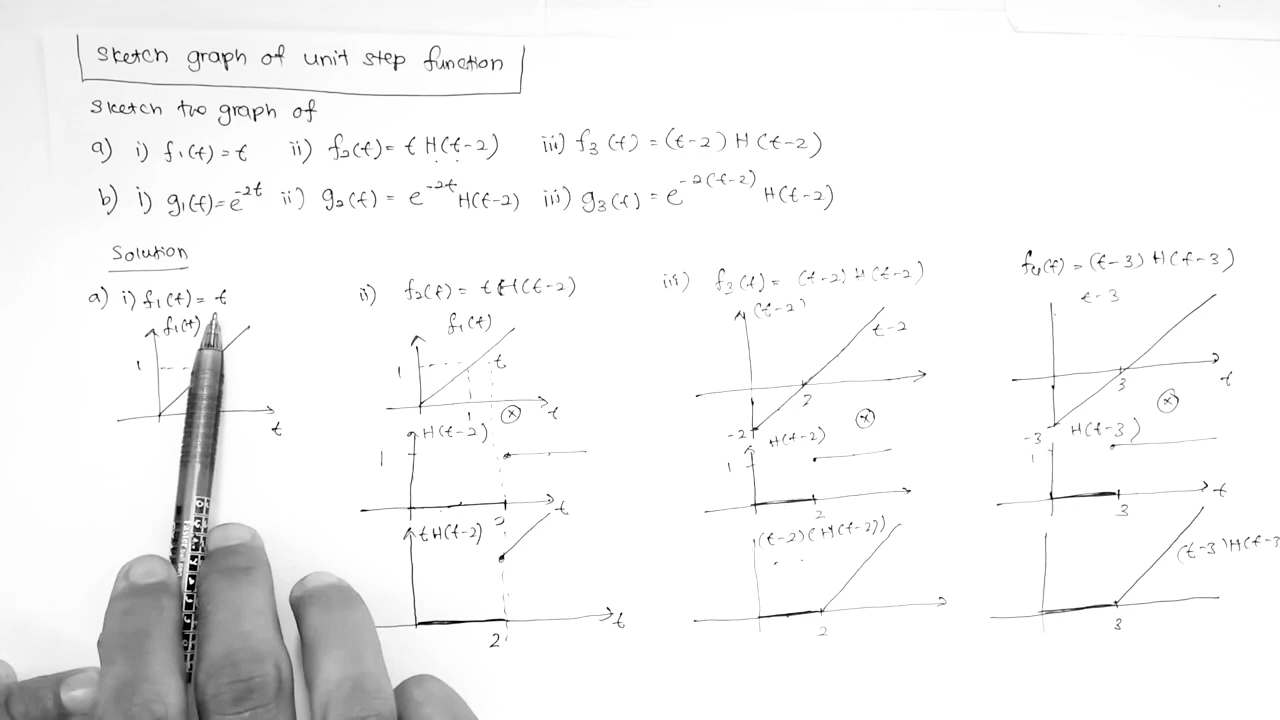 Sketch graph of unit step function
Sketch the graph of
a) i) f₁(t) = t ii) f₂(t) = t H(t-2) iii) f₃(t) = (t-2) H(t-2)
b) i) g₁(t) = e^{-2t} ii) g₂(t) = e^{-2t} H(t-2) iii) g₃(t) = e^{-2(t-2)} H(t-2)
Solution
a) i) f₁(t) = t
f₁(t)
1
t
ii) f₂(t) = t H(t-2)
f₁(t)
t
1
1
ⓧ
t
H(t-2)
1
2
t
t H(t-2)
2
t
iii) f₃(t) = (t-2) H(t-2)
(t-2)
t-2
2
-2
ⓧ
H(t-2)
1
2
(t-2)(H(t-2))
2
f₄(t) = (t-3) H(t-3)
t-3
3
t
-3
ⓧ
H(t-3)
1
3
t
(t-3)H(t-3
3